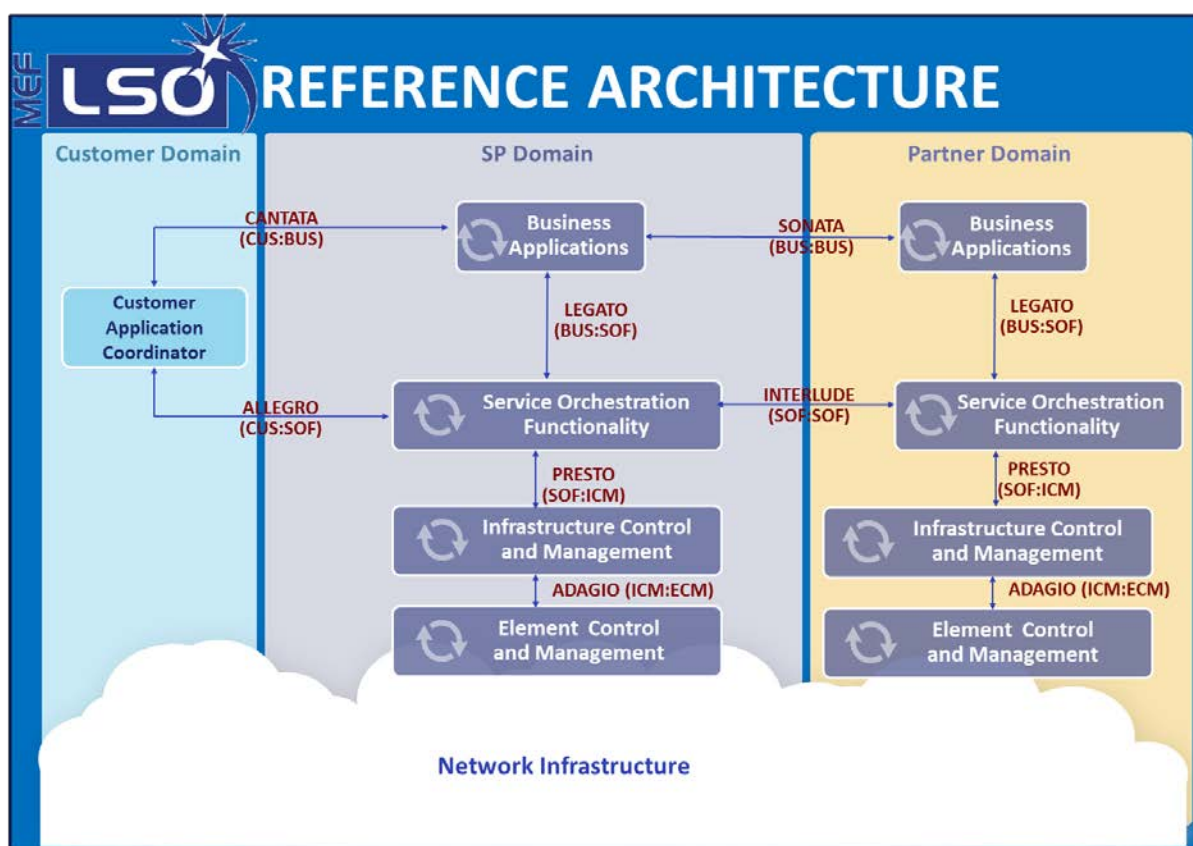 MEF
LSO
REFERENCE ARCHITECTURE
Customer Domain
SP Domain
Partner Domain
CANTATA
(CUS:BUS)
Business
Applications
SONATA
(BUS:BUS)
Business
Applications
Customer
Application
Coordinator
LEGATO
(BUS:SOF)
LEGATO
(BUS:SOF)
ALLEGRO
(CUS:SOF)
Service Orchestration
Functionality
INTERLUDE
(SOF:SOF)
Service Orchestration
Functionality
PRESTO
(SOF:ICM)
PRESTO
(SOF:ICM)
Infrastructure Control
and Management
Infrastructure Control
and Management
ADAGIO (ICM:ECM)
ADAGIO (ICM:ECM)
Element Control
and Management
Element Control
and Management
Network Infrastructure